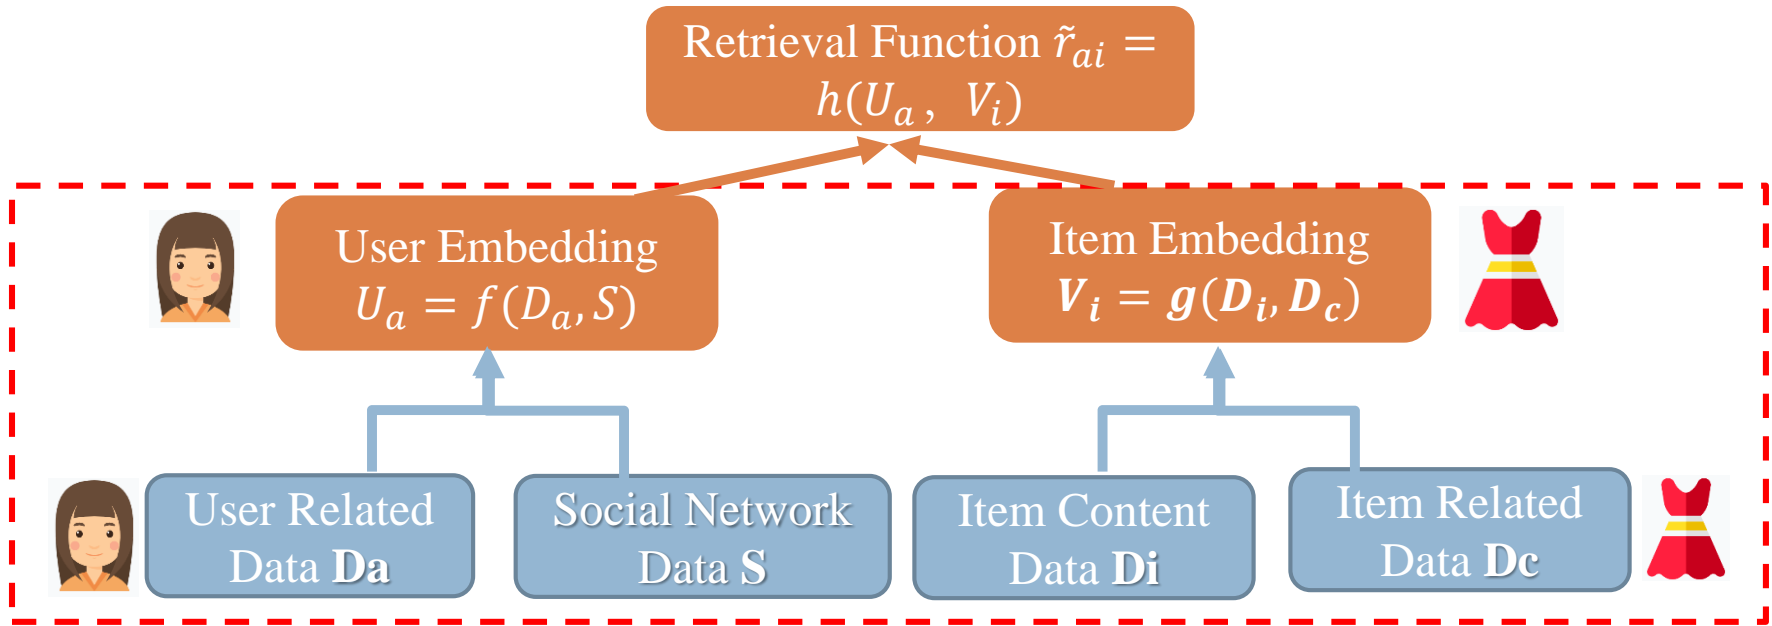 Retrieval Function r̃ₐᵢ =
h(Uₐ , Vᵢ)
User Embedding
Uₐ = f(Dₐ, S)
Item Embedding
Vᵢ = g(Dᵢ, D_c)
User Related
Data Da
Social Network
Data S
Item Content
Data Di
Item Related
Data Dc